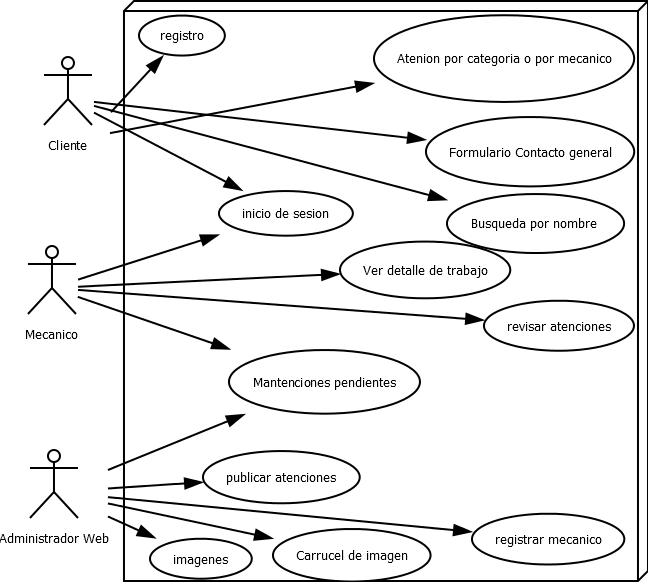 registro
Atenion por categoria o por mecanico
Cliente
Formulario Contacto general
inicio de sesion
Busqueda por nombre
Ver detalle de trabajo
Mecanico
revisar atenciones
Mantenciones pendientes
publicar atenciones
Administrador Web
registrar mecanico
imagenes
Carrucel de imagen